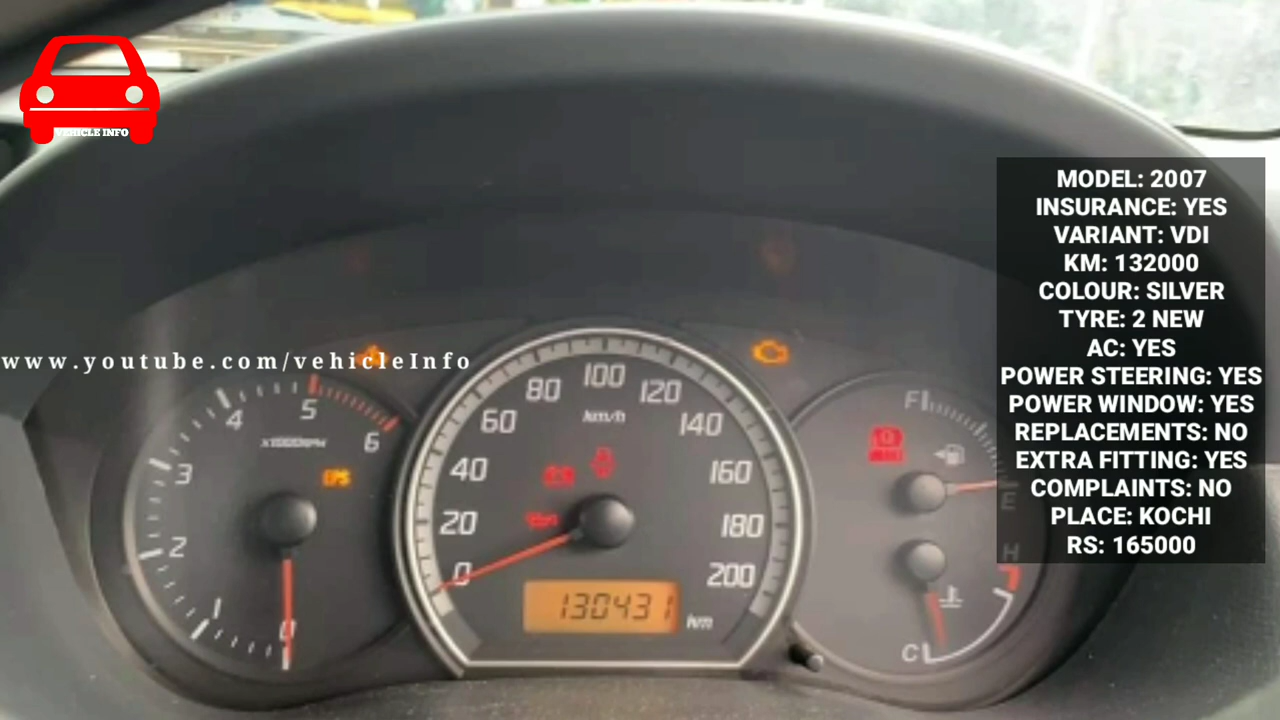 VEHICLE INFO
www.youtube.com/vehicleInfo
MODEL: 2007
INSURANCE: YES
VARIANT: VDI
KM: 132000
COLOUR: SILVER
TYRE: 2 NEW
AC: YES
POWER STEERING: YES
POWER WINDOW: YES
REPLACEMENTS: NO
EXTRA FITTING: YES
COMPLAINTS: NO
PLACE: KOCHI
RS: 165000
0
1
2
3
4
5
6
x1000RPM
EPS
0
20
40
60
80
100
120
140
160
180
200
km/h
130431 km
F
E
H
C